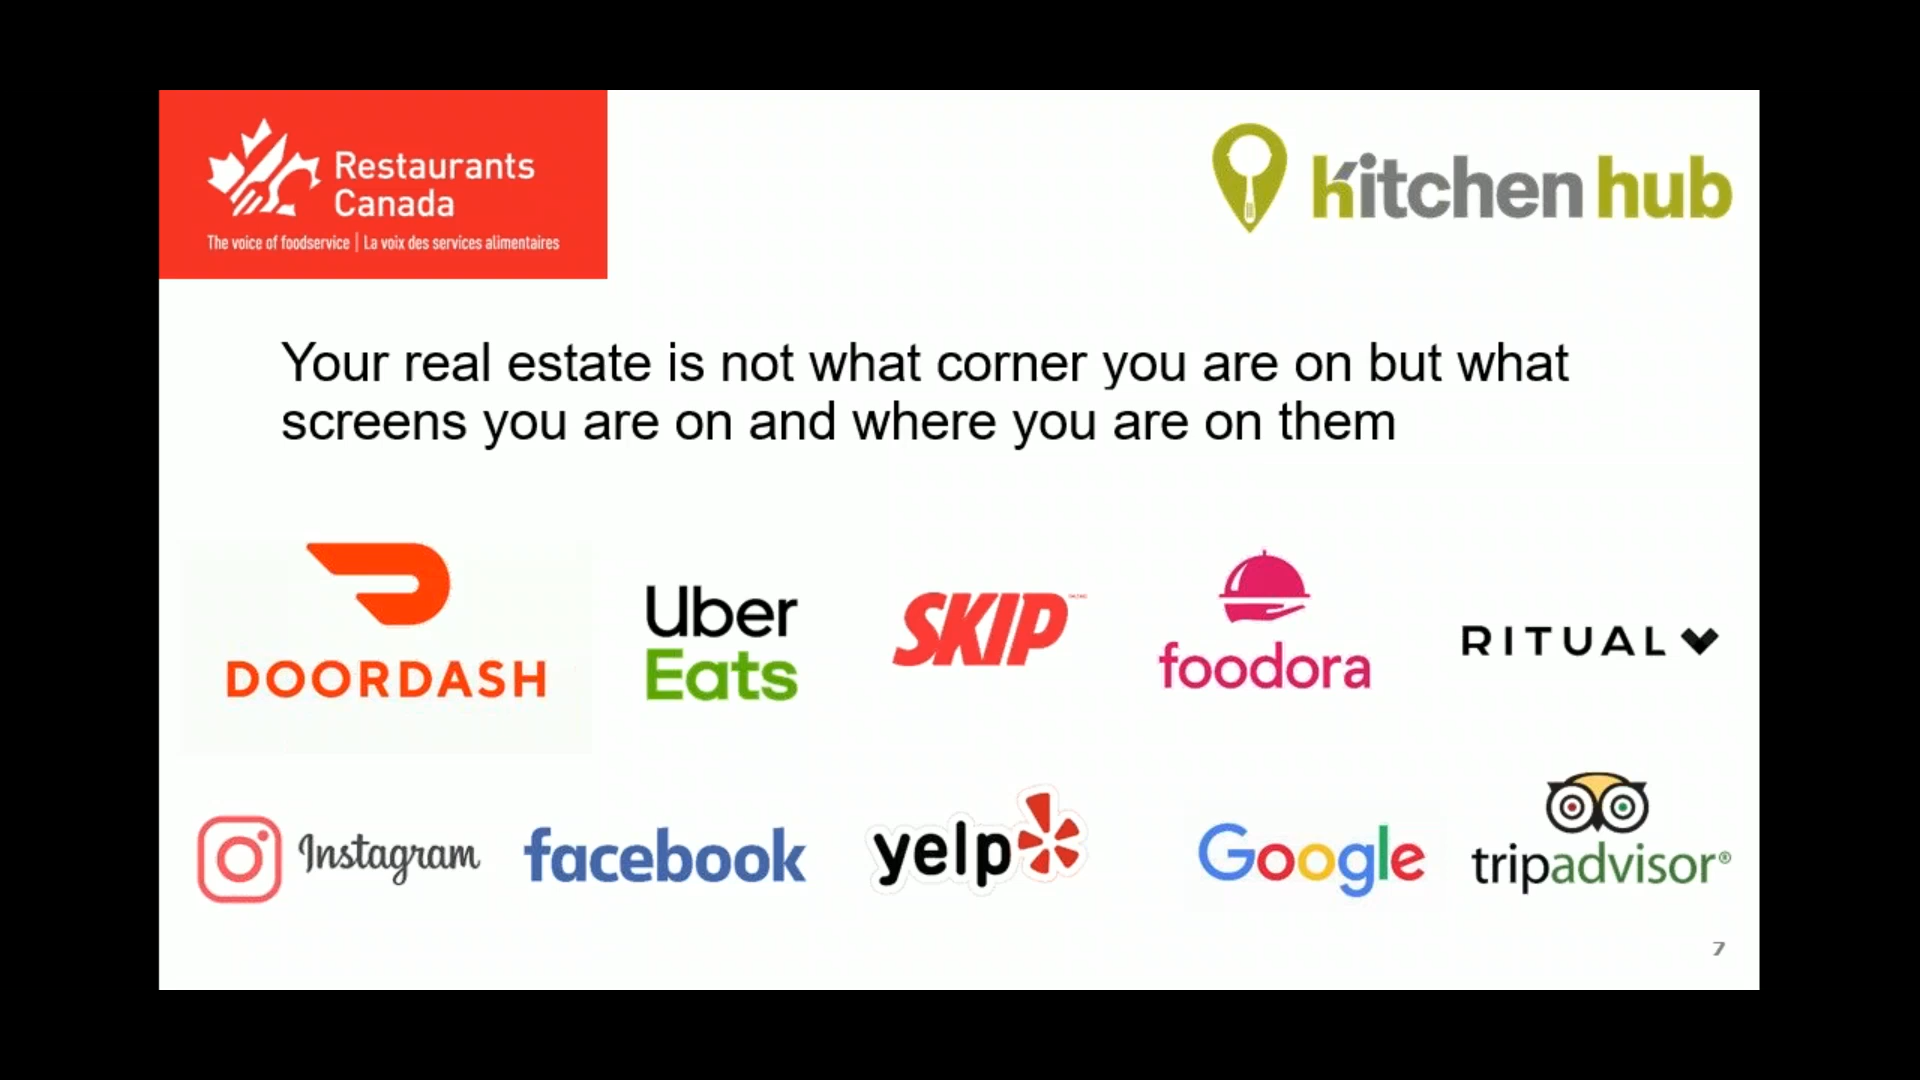 Restaurants
Canada
The voice of foodservice | La voix des services alimentaires
kitchen hub
Your real estate is not what corner you are on but what
screens you are on and where you are on them
DOORDASH
Uber
Eats
SKIP
foodora
RITUAL
Instagram
facebook
yelp
Google
tripadvisor®
7